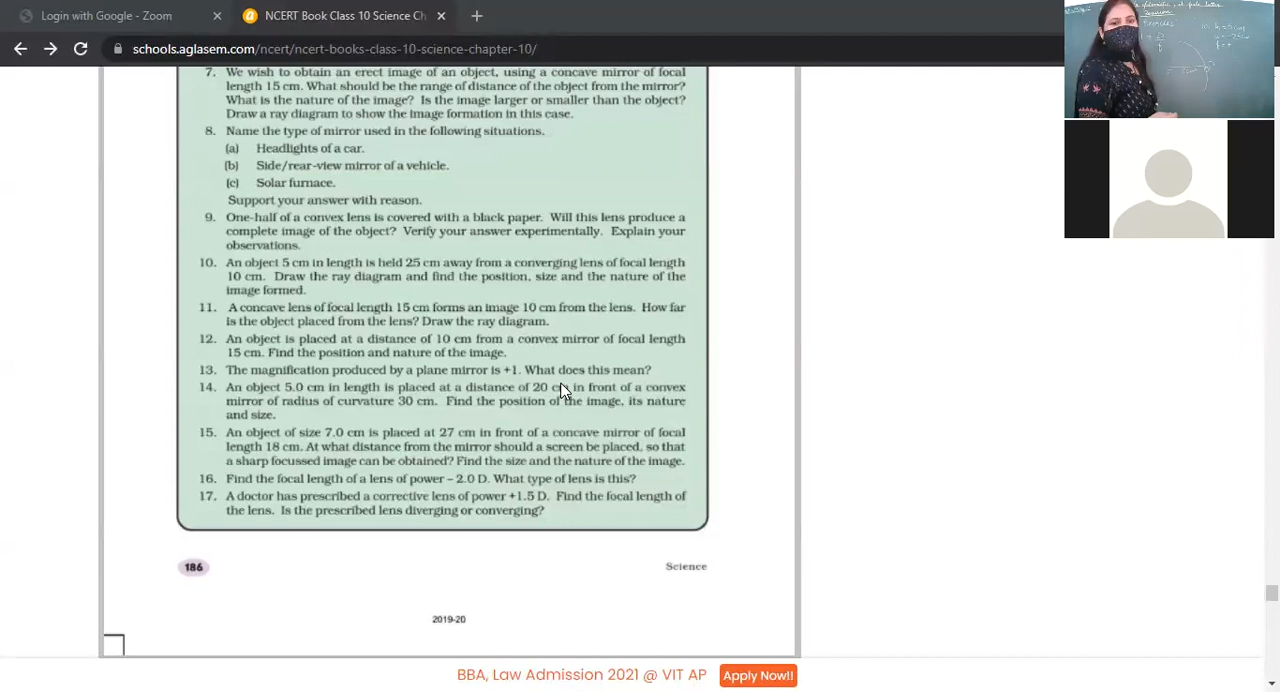 Login with Google - Zoom
NCERT Book Class 10 Science Ch
schools.aglasem.com/ncert/ncert-books-class-10-science-chapter-10/
7. We wish to obtain an erect image of an object, using a concave mirror of focal
length 15 cm. What should be the range of distance of the object from the mirror?
What is the nature of the image? Is the image larger or smaller than the object?
Draw a ray diagram to show the image formation in this case.
8. Name the type of mirror used in the following situations.
(a) Headlights of a car.
(b) Side/rear-view mirror of a vehicle.
(c) Solar furnace.
Support your answer with reason.
9. One-half of a convex lens is covered with a black paper. Will this lens produce a
complete image of the object? Verify your answer experimentally. Explain your
observations.
10. An object 5 cm in length is held 25 cm away from a converging lens of focal length
10 cm. Draw the ray diagram and find the position, size and the nature of the
image formed.
11. A concave lens of focal length 15 cm forms an image 10 cm from the lens. How far
is the object placed from the lens? Draw the ray diagram.
12. An object is placed at a distance of 10 cm from a convex mirror of focal length
15 cm. Find the position and nature of the image.
13. The magnification produced by a plane mirror is +1. What does this mean?
14. An object 5.0 cm in length is placed at a distance of 20 cm in front of a convex
mirror of radius of curvature 30 cm. Find the position of the image, its nature
and size.
15. An object of size 7.0 cm is placed at 27 cm in front of a concave mirror of focal
length 18 cm. At what distance from the mirror should a screen be placed, so that
a sharp focussed image can be obtained? Find the size and the nature of the image.
16. Find the focal length of a lens of power – 2.0 D. What type of lens is this?
17. A doctor has prescribed a corrective lens of power +1.5 D. Find the focal length of
the lens. Is the prescribed lens diverging or converging?
186
Science
2019-20
BBA, Law Admission 2021 @ VIT AP
Apply Now!!